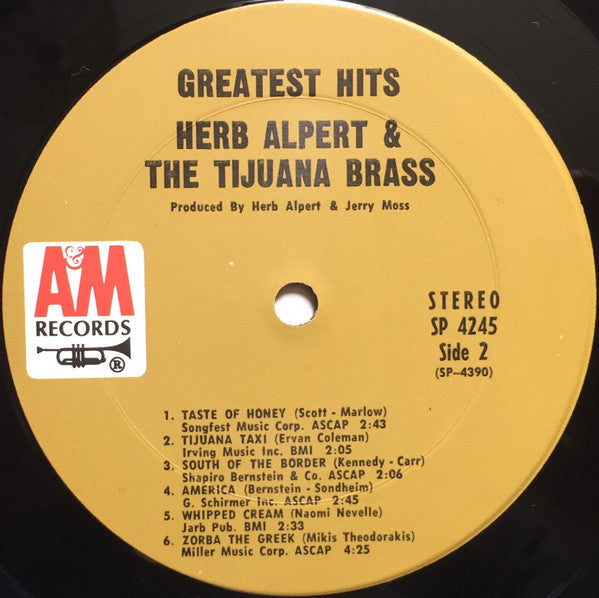 GREATEST HITS
HERB ALPERT &
THE TIJUANA BRASS
Produced By Herb Alpert & Jerry Moss
A&M
RECORDS
®
STEREO
SP 4245
Side 2
(SP-4390)
1. TASTE OF HONEY (Scott - Marlow)
Songfest Music Corp. ASCAP 2:43
2. TIJUANA TAXI (Ervan Coleman)
Irving Music Inc. BMI 2:05
3. SOUTH OF THE BORDER (Kennedy - Carr)
Shapiro Bernstein & Co. ASCAP 2:06
4. AMERICA (Bernstein - Sondheim)
G. Schirmer Inc. ASCAP 2:45
5. WHIPPED CREAM (Naomi Nevelle)
Jarb Pub. BMI 2:33
6. ZORBA THE GREEK (Mikis Theodorakis)
Miller Music Corp. ASCAP 4:25